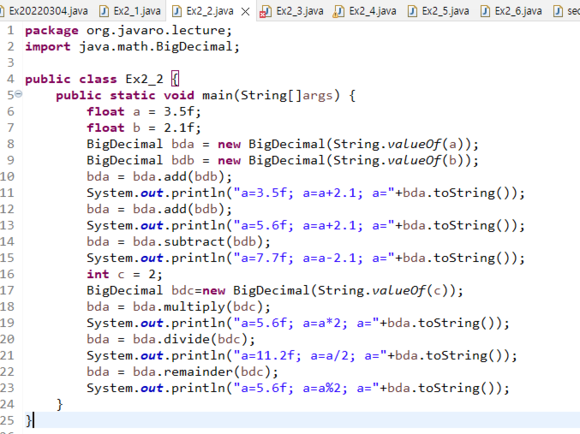 Ex20220304.java Ex2_1.java Ex2_2.java Ex2_3.java Ex2_4.java Ex2_5.java Ex2_6.java sec
1 package org.javaro.lecture;
2 import java.math.BigDecimal;
3
4 public class Ex2_2 {
5 public static void main(String[]args) {
6 float a = 3.5f;
7 float b = 2.1f;
8 BigDecimal bda = new BigDecimal(String.valueOf(a));
9 BigDecimal bdb = new BigDecimal(String.valueOf(b));
10 bda = bda.add(bdb);
11 System.out.println("a=3.5f; a=a+2.1; a="+bda.toString());
12 bda = bda.add(bdb);
13 System.out.println("a=5.6f; a=a+2.1; a="+bda.toString());
14 bda = bda.subtract(bdb);
15 System.out.println("a=7.7f; a=a-2.1; a="+bda.toString());
16 int c = 2;
17 BigDecimal bdc=new BigDecimal(String.valueOf(c));
18 bda = bda.multiply(bdc);
19 System.out.println("a=5.6f; a=a*2; a="+bda.toString());
20 bda = bda.divide(bdc);
21 System.out.println("a=11.2f; a=a/2; a="+bda.toString());
22 bda = bda.remainder(bdc);
23 System.out.println("a=5.6f; a=a%2; a="+bda.toString());
24 }
25 }